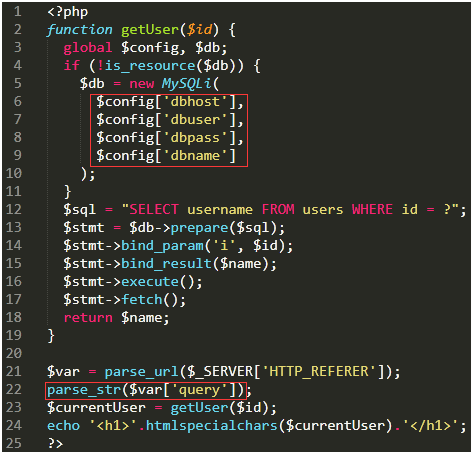 1 <?php
2 function getUser($id) {
3   global $config, $db;
4   if (!is_resource($db)) {
5     $db = new MySQLi(
6       $config['dbhost'],
7       $config['dbuser'],
8       $config['dbpass'],
9       $config['dbname']
10     );
11   }
12   $sql = "SELECT username FROM users WHERE id = ?";
13   $stmt = $db->prepare($sql);
14   $stmt->bind_param('i', $id);
15   $stmt->bind_result($name);
16   $stmt->execute();
17   $stmt->fetch();
18   return $name;
19 }
20
21 $var = parse_url($_SERVER['HTTP_REFERER']);
22 parse_str($var['query']);
23 $currentUser = getUser($id);
24 echo '<h1>'.htmlspecialchars($currentUser).'</h1>';
25 ?>